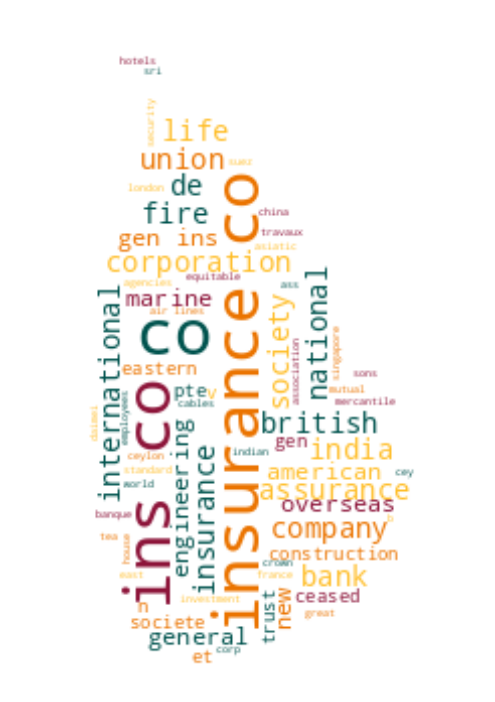 hotels
sri
security
life
union
suez
london
de
fire
co
china
gen ins
travaux
asiatic
corporation
equitable
agencies
ass
marine
air lines
international
co
society
national
singapore
association
eastern
sons
pte
v
mutual
cables
employees
mercantile
daimei
british
engineering
gen
india
insurance
indian
ceylon
standard
american
cey
world
assurance
overseas
ins co
insurance
banque
company
b
tea
house
construction
crown
east
france
bank
investment
new
ceased
trust
n
great
societe
general
corp
et